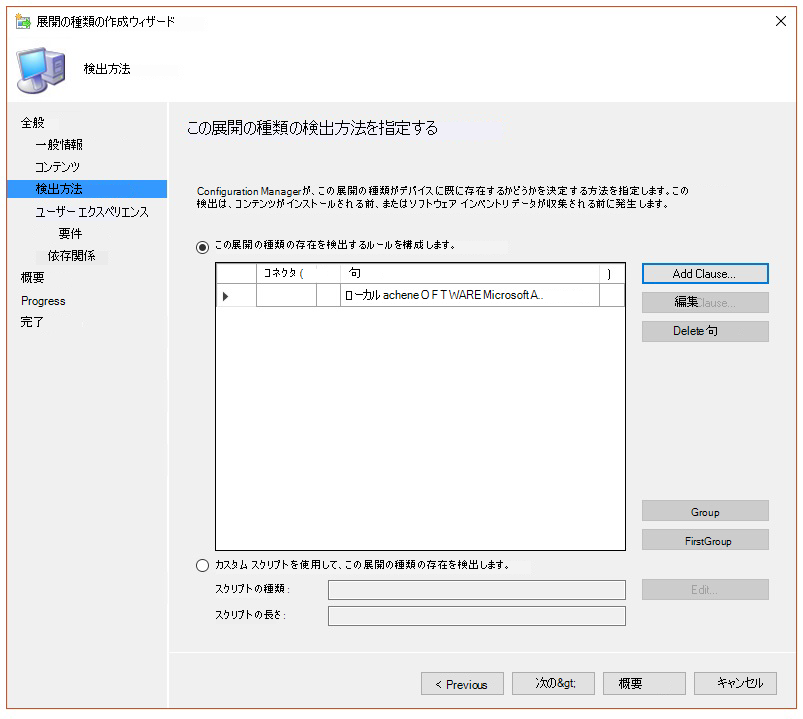 展開の種類の作成ウィザード
検出方法
全般
一般情報
コンテンツ
検出方法
ユーザー エクスペリエンス
要件
依存関係
概要
Progress
完了
この展開の種類の検出方法を指定する
Configuration Managerが、この展開の種類がデバイスに既に存在するかどうかを決定する方法を指定します。この
検出は、コンテンツがインストールされる前、またはソフトウェア インベントリ データが収集される前に発生します。
この展開の種類の存在を検出するルールを構成します。
コネクタ ( 句 )
ローカル achene O F T WARE Microsoft A..
Add Clause...
編集Clause...
Delete 句
Group
FirstGroup
カスタム スクリプトを使用して、この展開の種類の存在を検出します。
スクリプトの種類:
Edit...
スクリプトの長さ:
< Previous 次の&gt; 概要 キャンセル